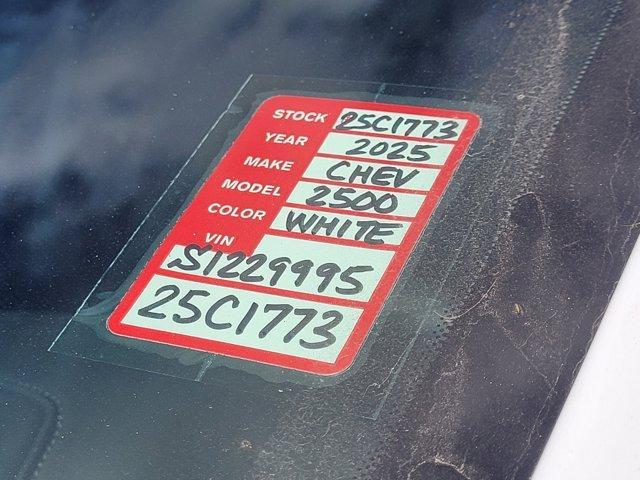 STOCK 25C1773
YEAR 2025
MAKE CHEV
MODEL 2500
COLOR WHITE
VIN
S1229995
25C1773